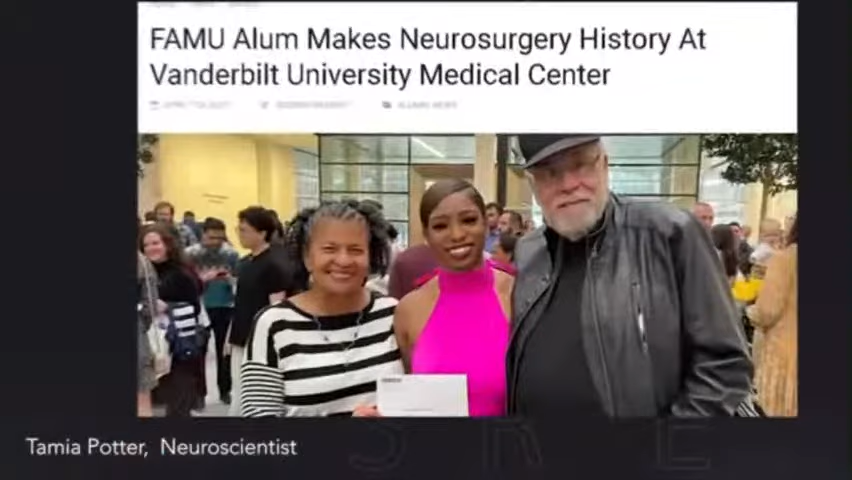 FAMU Alum Makes Neurosurgery History At
Vanderbilt University Medical Center
Tamia Potter, Neuroscientist